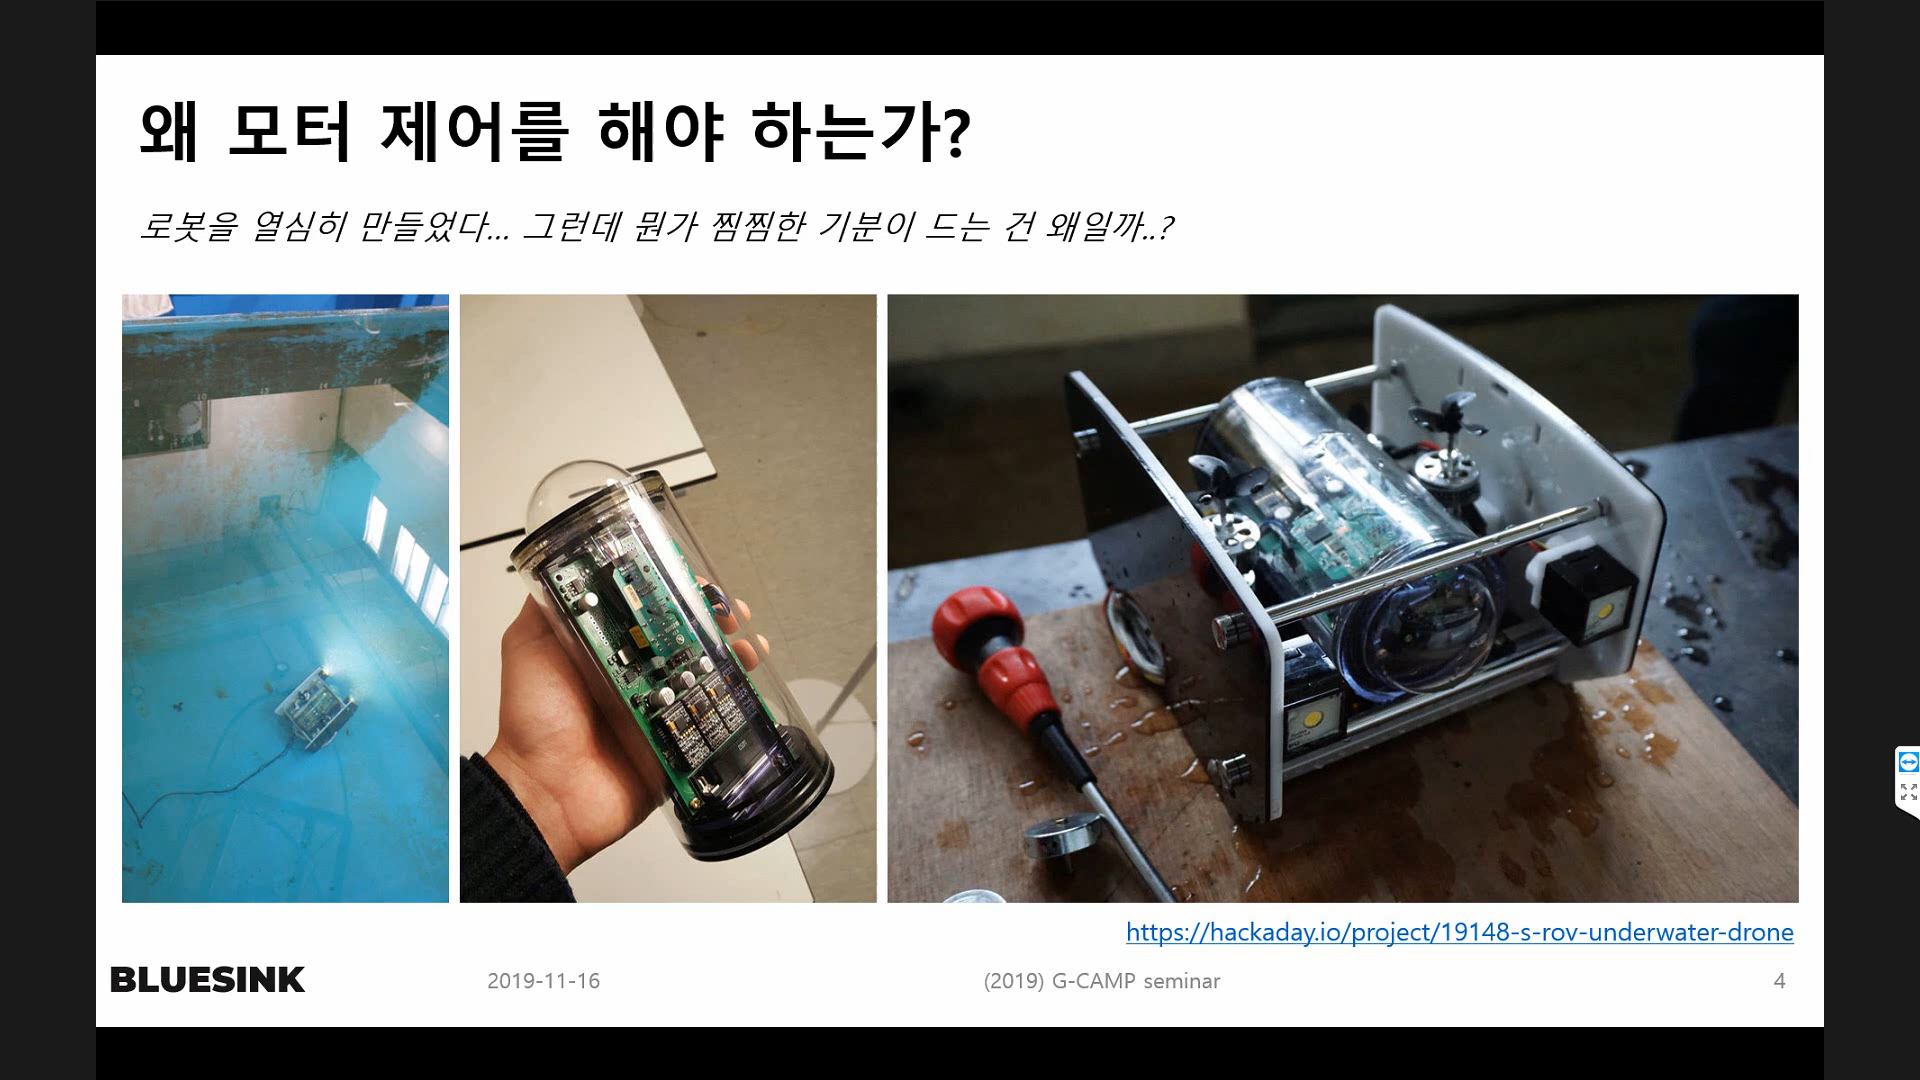 왜 모터 제어를 해야 하는가?
로봇을 열심히 만들었다... 그런데 뭔가 찜찜한 기분이 드는 건 왜일까..?
https://hackaday.io/project/19148-s-rov-underwater-drone
BLUESINK
2019-11-16
(2019) G-CAMP seminar
4